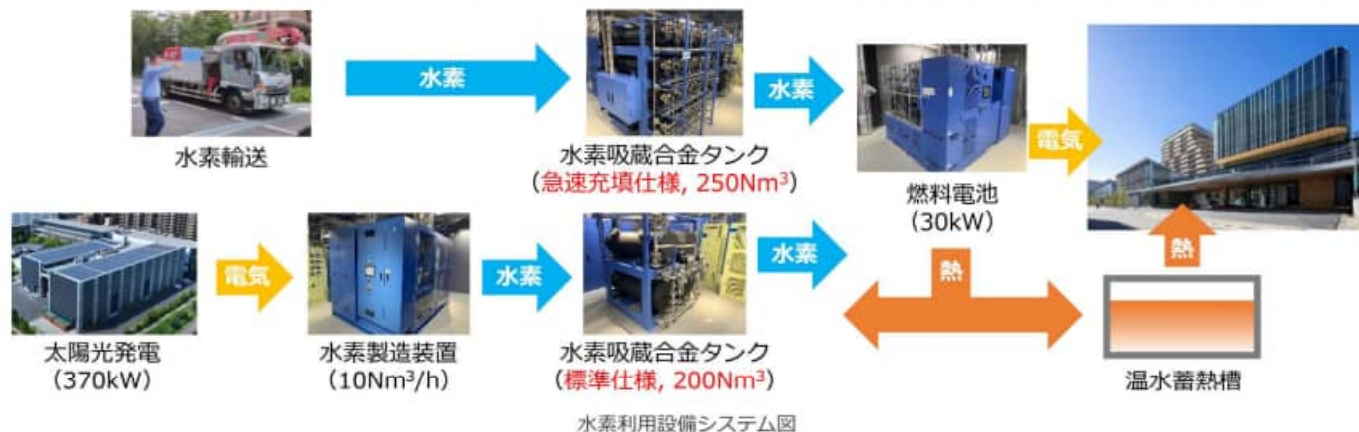 水素
水素
電気
水素輸送
水素吸蔵合金タンク
（急速充填仕様, 250Nm³）
燃料電池
（30kW）
電気
水素
水素
熱
熱
太陽光発電
（370kW）
水素製造装置
（10Nm³/h）
水素吸蔵合金タンク
（標準仕様, 200Nm³）
温水蓄熱槽
水素利用設備システム図